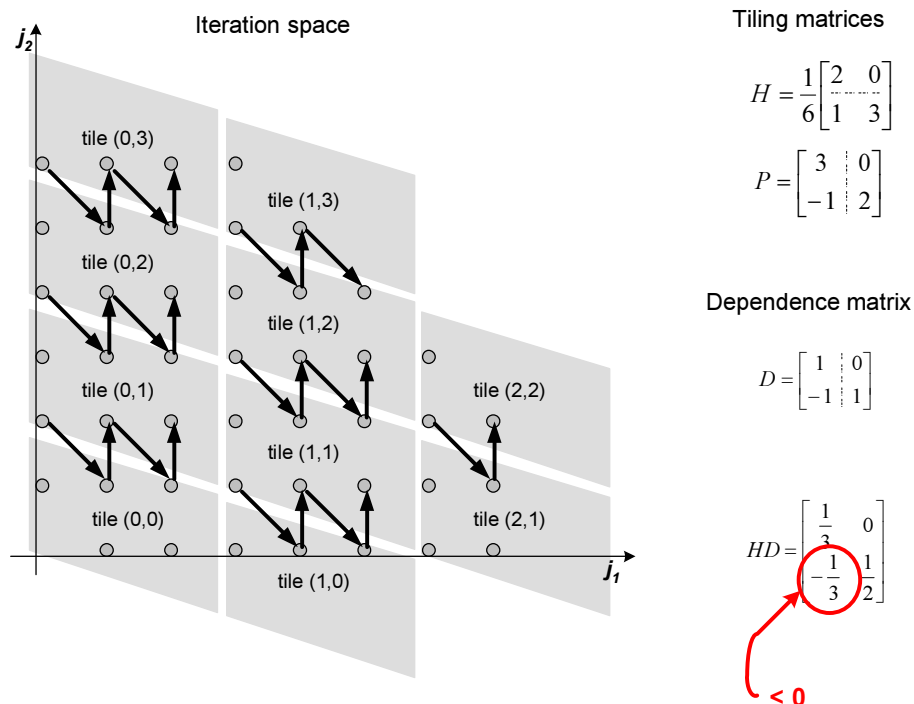 Iteration space
j2
tile (0,3)
tile (1,3)
tile (0,2)
tile (1,2)
tile (0,1)
tile (2,2)
tile (1,1)
tile (0,0)
tile (2,1)
tile (1,0)
j1
Tiling matrices
H = 1/6 [2 0
1 3]
P = [3 0
-1 2]
Dependence matrix
D = [1 0
-1 1]
HD = [1/3 0
-1/3 1/2]
< 0